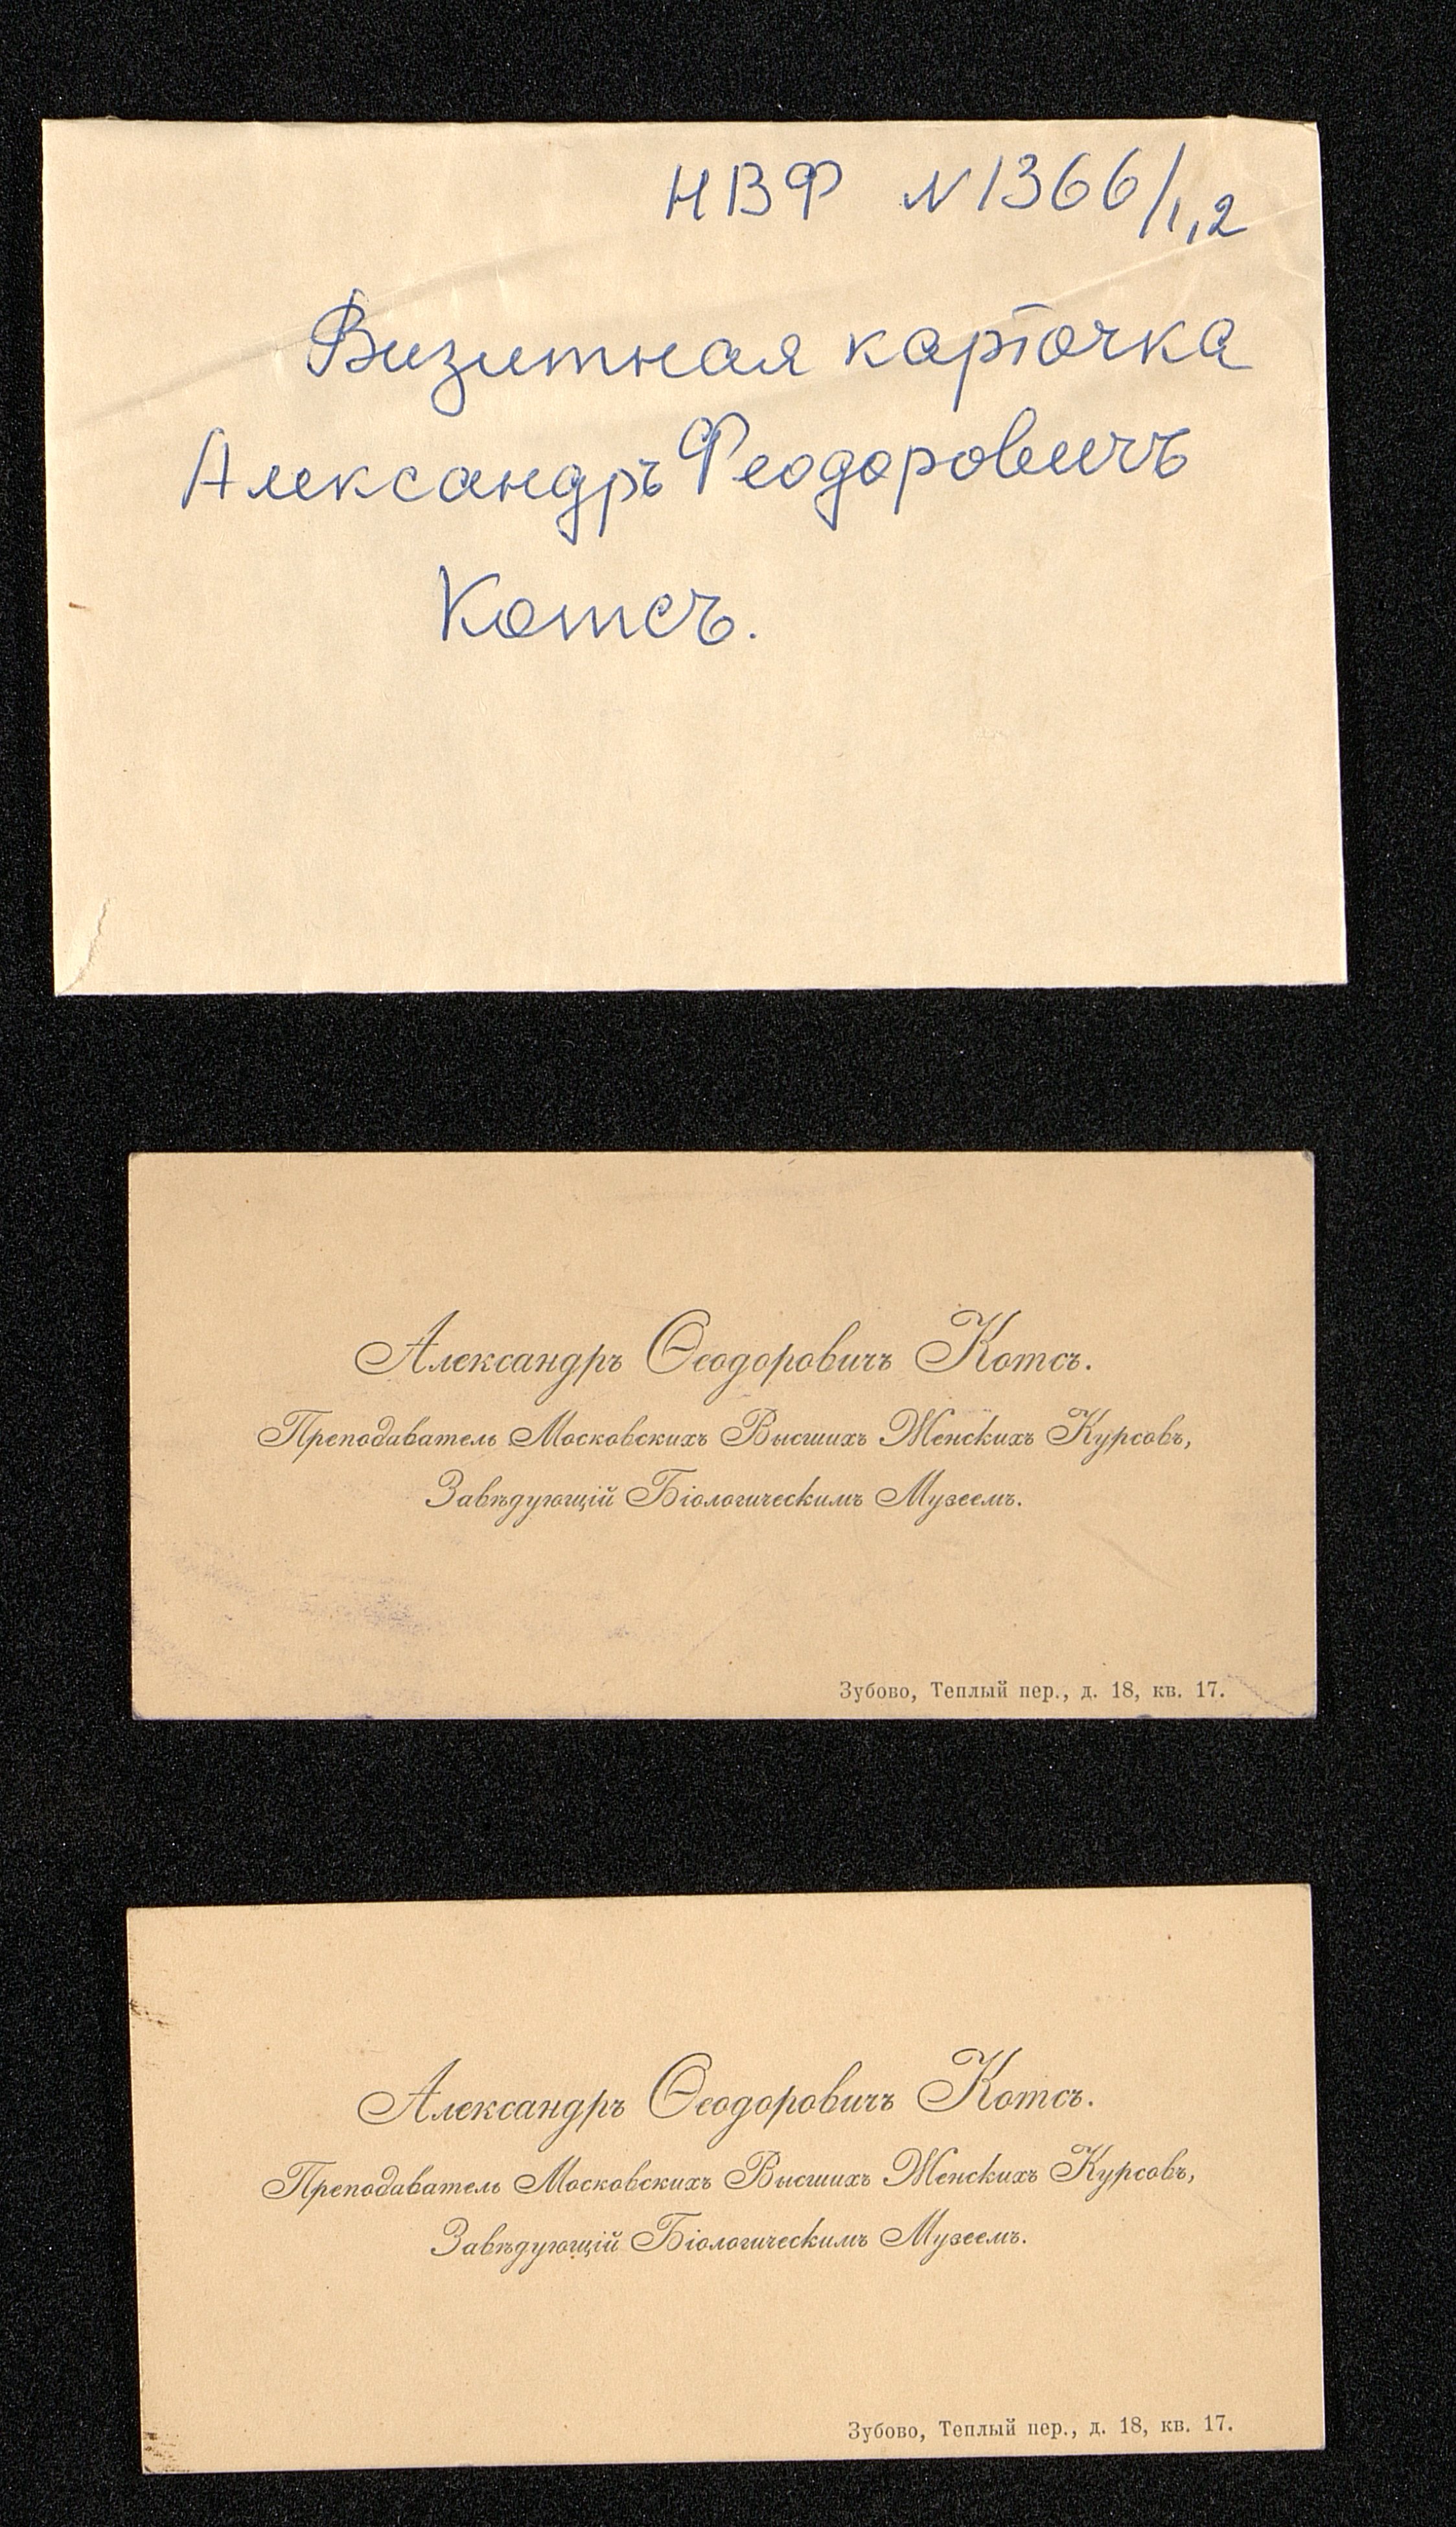 НВФ №1366/1,2
Визитная карточка
Александръ Феодоровичъ
Котсъ.
Александръ Ѳеодоровичъ Котсъ.
Преподаватель Московскихъ Высшихъ Женскихъ Курсовъ,
Завѣдующій Біологическимъ Музеемъ.
Зубово, Теплый пер., д. 18, кв. 17.
Александръ Ѳеодоровичъ Котсъ.
Преподаватель Московскихъ Высшихъ Женскихъ Курсовъ,
Завѣдующій Біологическимъ Музеемъ.
Зубово, Теплый пер., д. 18, кв. 17.